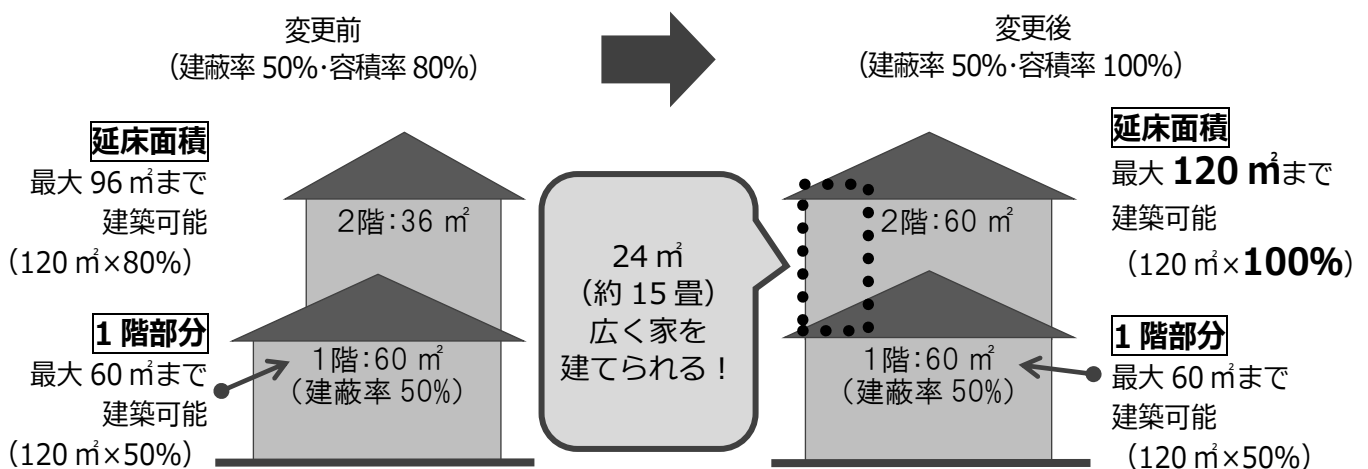 変更前
（建蔽率 50%･容積率 80%）
変更後
（建蔽率 50%･容積率 100%）
延床面積
最大 96 ㎡まで
建築可能
（120 ㎡×80%）
1 階部分
最大 60 ㎡まで
建築可能
（120 ㎡×50%）
２階：36 ㎡
１階：60 ㎡
（建蔽率 50%）
24 ㎡
（約 15 畳）
広く家を
建てられる！
２階：60 ㎡
１階：60 ㎡
（建蔽率 50%）
延床面積
最大 120 ㎡まで
建築可能
（120 ㎡×100%）
1 階部分
最大 60 ㎡まで
建築可能
（120 ㎡×50%）